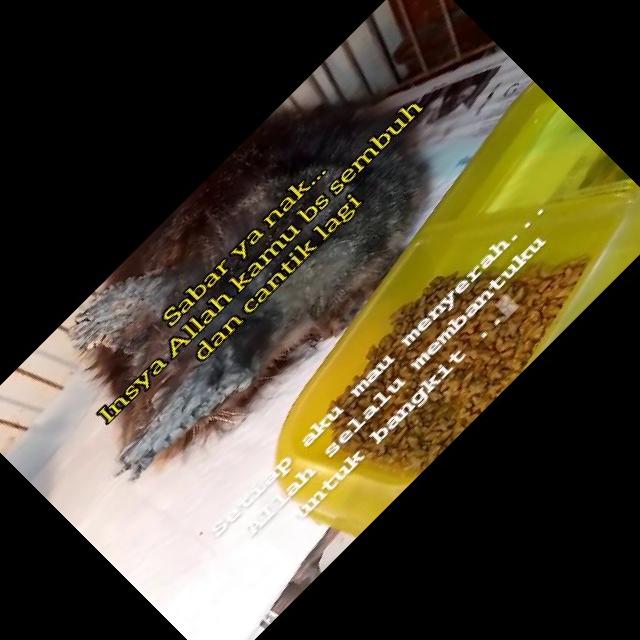 Sabar ya nak...
Insya Allah kamu bs sembuh
dan cantik lagi
setiap aku mau menyerah...
allah selalu membantuku
untuk bangkit ...